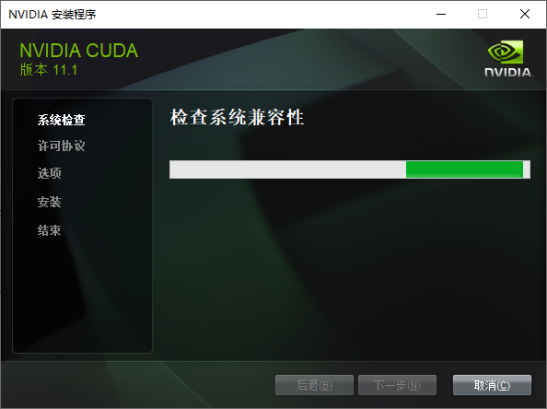 NVIDIA 安装程序
NVIDIA CUDA
版本 11.1
NVIDIA.
系统检查
许可协议
选项
安装
结束
检查系统兼容性
后退(B)
下一步(N)
取消(C)